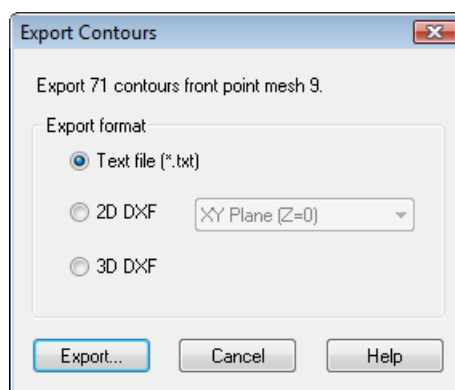 Export Contours
Export 71 contours front point mesh 9.
Export format
Text file (*.txt)
2D DXF XY Plane (Z=0)
3D DXF
Export... Cancel Help